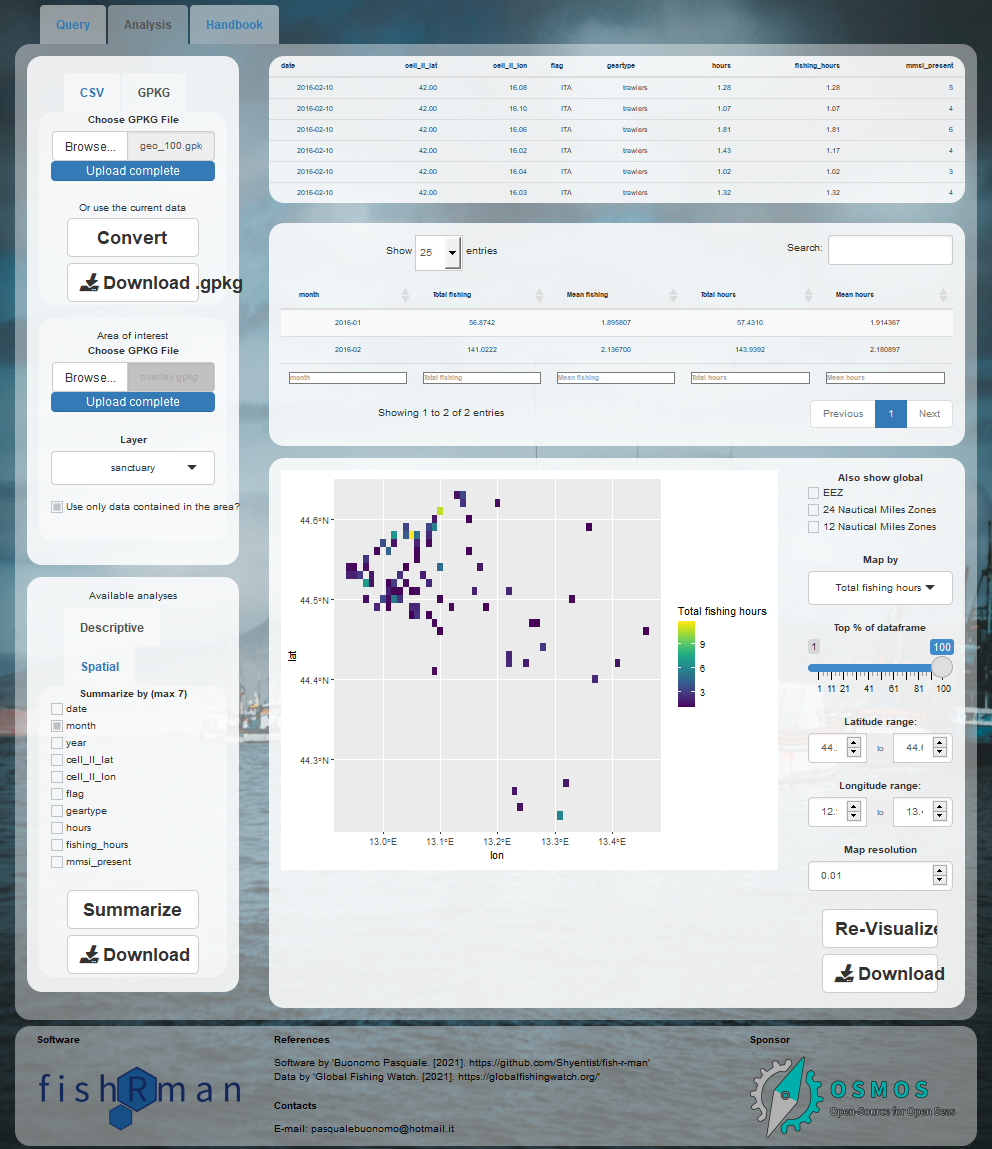 Query Analysis Handbook
CSV GPKG
Choose GPKG File
Browse... geo_100.gpk
Upload complete
Or use the current data
Convert
Download .gpkg
Area of interest
Choose GPKG File
Browse... overlay.gpkg
Upload complete
Layer
sanctuary
Use only data contained in the area?
Available analyses
Descriptive
Spatial
Summarize by (max 7)
date
month
year
cell_ll_lat
cell_ll_lon
flag
geartype
hours
fishing_hours
mmsi_present
Summarize
Download
date cell_ll_lat cell_ll_lon flag geartype hours fishing_hours mmsi_present
2016-02-10 42.00 16.08 ITA trawlers 1.28 1.28 5
2016-02-10 42.00 16.10 ITA trawlers 1.07 1.07 4
2016-02-10 42.00 16.06 ITA trawlers 1.81 1.81 6
2016-02-10 42.00 16.02 ITA trawlers 1.43 1.17 4
2016-02-10 42.00 16.04 ITA trawlers 1.02 1.02 3
2016-02-10 42.00 16.03 ITA trawlers 1.32 1.32 4
Show 25 entries Search:
month Total fishing Mean fishing Total hours Mean hours
2016-01 56.8742 1.895807 57.4310 1.914367
2016-02 141.0222 2.136700 143.9392 2.180897
month Total fishing Mean fishing Total hours Mean hours
Showing 1 to 2 of 2 entries Previous 1 Next
44.6°N
44.5°N
44.4°N
44.3°N
lat
13.0°E 13.1°E 13.2°E 13.3°E 13.4°E
lon
Total fishing hours
9
6
3
Also show global
EEZ
24 Nautical Miles Zones
12 Nautical Miles Zones
Map by
Total fishing hours
Top % of dataframe
1 100
1 11 21 41 61 81 100
Latitude range:
44. to 44.
Longitude range:
12. to 13.
Map resolution
0.01
Re-Visualize
Download
Software
fishRman
References
Software by 'Buonomo Pasquale. [2021]. https://github.com/Shyentist/fish-r-man'
Data by 'Global Fishing Watch. [2021]. https://globalfishingwatch.org/'
Contacts
E-mail: pasqualebuonomo@hotmail.it
Sponsor
OSMOS
Open-Source for Open Seas